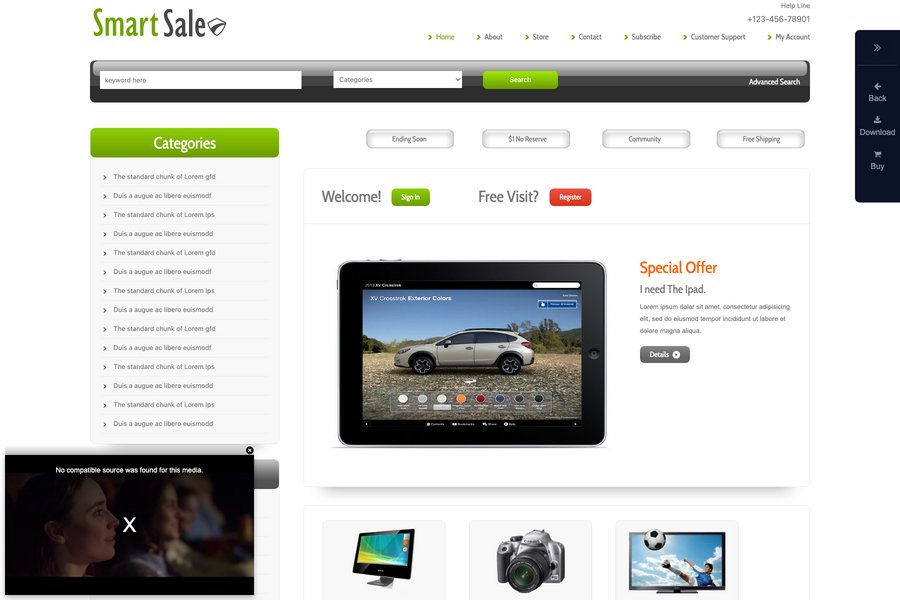 Smart Sale
Help Line
+123-456-78901
Home
About
Store
Contact
Subscribe
Customer Support
My Account
keyword here
Categories
Search
Advanced Search
Back
Download
Buy
Categories
The standard chunk of Lorem gfd
Duis a augue ac libero euismodf
The standard chunk of Lorem Ips
Duis a augue ac libero euismodd
The standard chunk of Lorem gfd
Duis a augue ac libero euismodf
The standard chunk of Lorem Ips
Duis a augue ac libero euismodd
The standard chunk of Lorem gfd
Duis a augue ac libero euismodf
The standard chunk of Lorem Ips
Duis a augue ac libero euismodd
The standard chunk of Lorem Ips
Duis a augue ac libero euismodd
Ending Soon
$1 No Reserve
Community
Free Shipping
Welcome!
Sign In
Free Visit?
Register
2013 XV Crosstrek
XV Crosstrek Exterior Colors
Contents
Bookmarks
Share
Help
Special Offer
I need The Ipad.
Lorem ipsum dolor sit amet, consectetur adipisicing
elit, sed do eiusmod tempor incididunt ut labore et
dolore magna aliqua.
Details
No compatible source was found for this media.
X